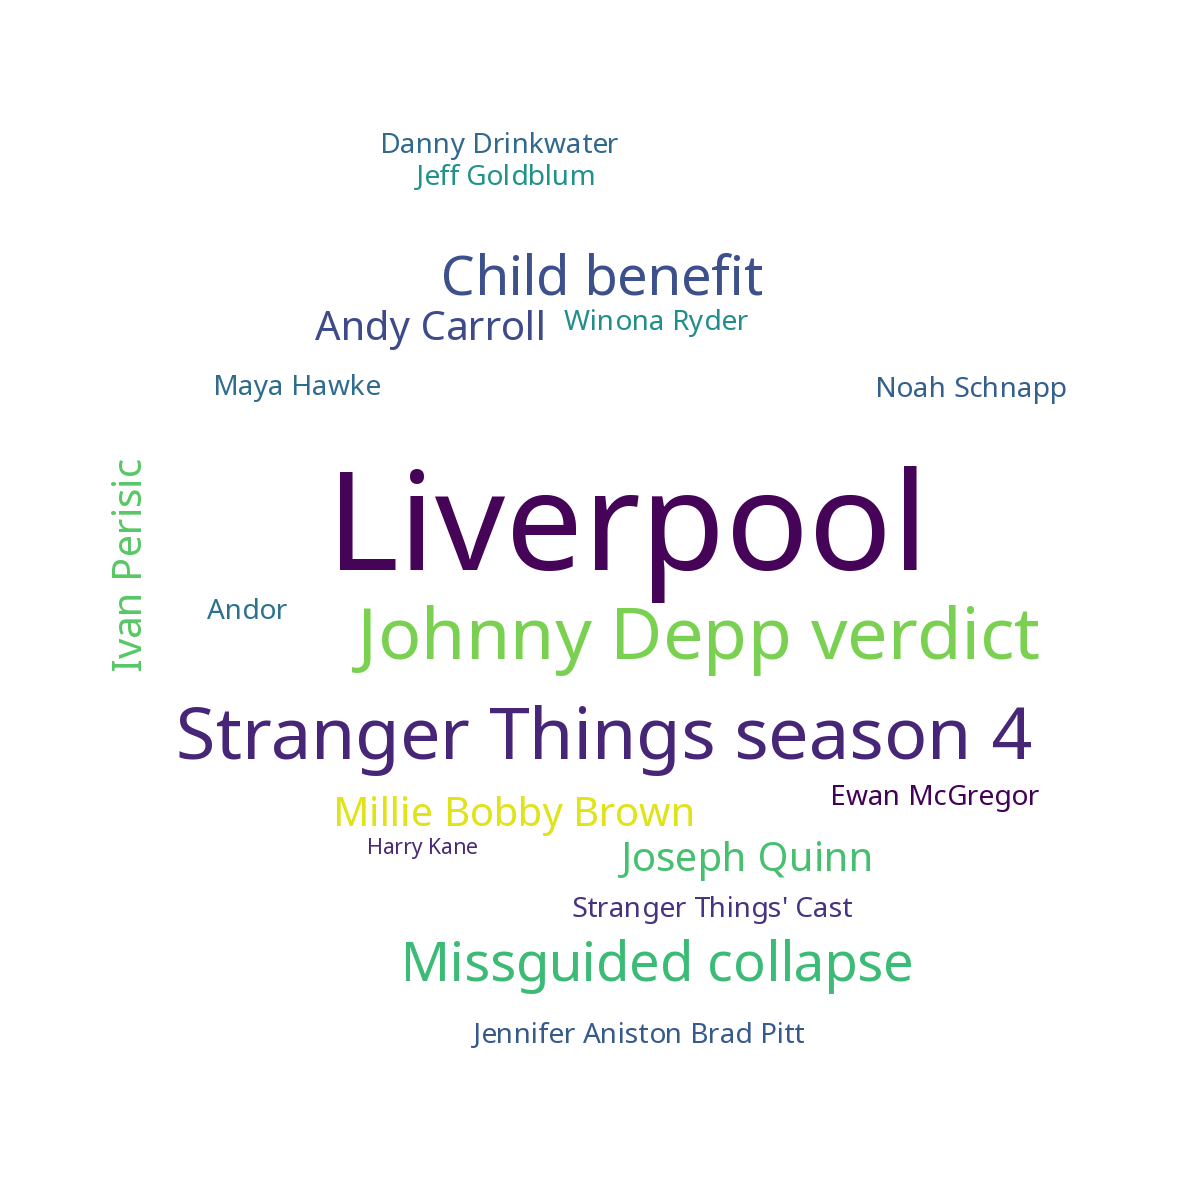 Danny Drinkwater
Jeff Goldblum
Child benefit
Andy Carroll
Winona Ryder
Maya Hawke
Noah Schnapp
Ivan Perisic
Liverpool
Andor
Johnny Depp verdict
Stranger Things season 4
Millie Bobby Brown
Ewan McGregor
Harry Kane
Joseph Quinn
Stranger Things' Cast
Missguided collapse
Jennifer Aniston Brad Pitt